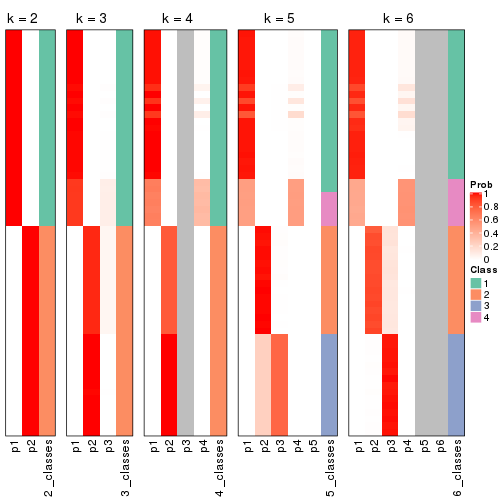 k = 2
k = 3
k = 4
k = 5
k = 6
p1
p2
2_classes
p1
p2
p3
3_classes
p1
p2
p3
p4
4_classes
p1
p2
p3
p4
p5
5_classes
p1
p2
p3
p4
p5
p6
6_classes
Prob
1
0.8
0.6
0.4
0.2
0
Class
1
2
3
4